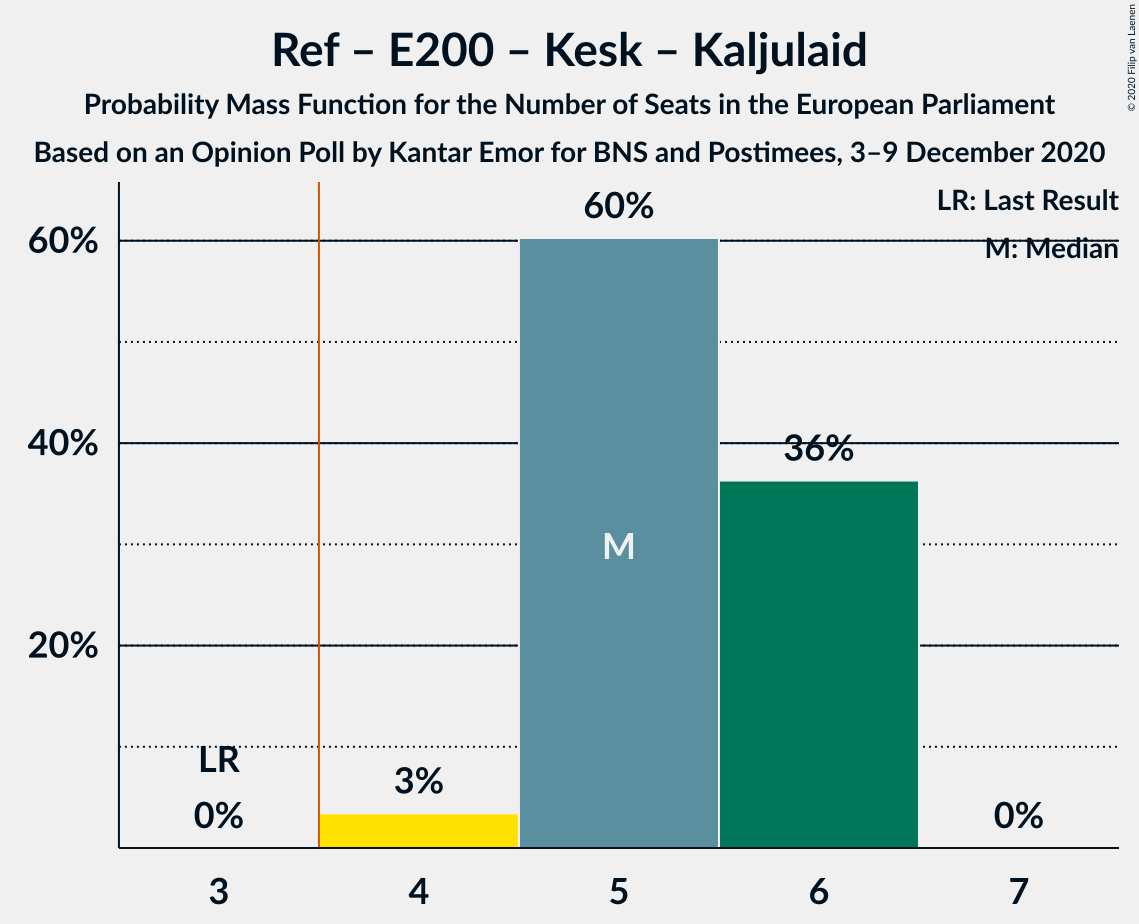 Ref – E200 – Kesk – Kaljulaid
Probability Mass Function for the Number of Seats in the European Parliament
Based on an Opinion Poll by Kantar Emor for BNS and Postimees, 3–9 December 2020
© 2020 Filip van Laenen
LR: Last Result
M: Median
60%
40%
20%
LR
0%
3%
60%
M
36%
0%
3
4
5
6
7